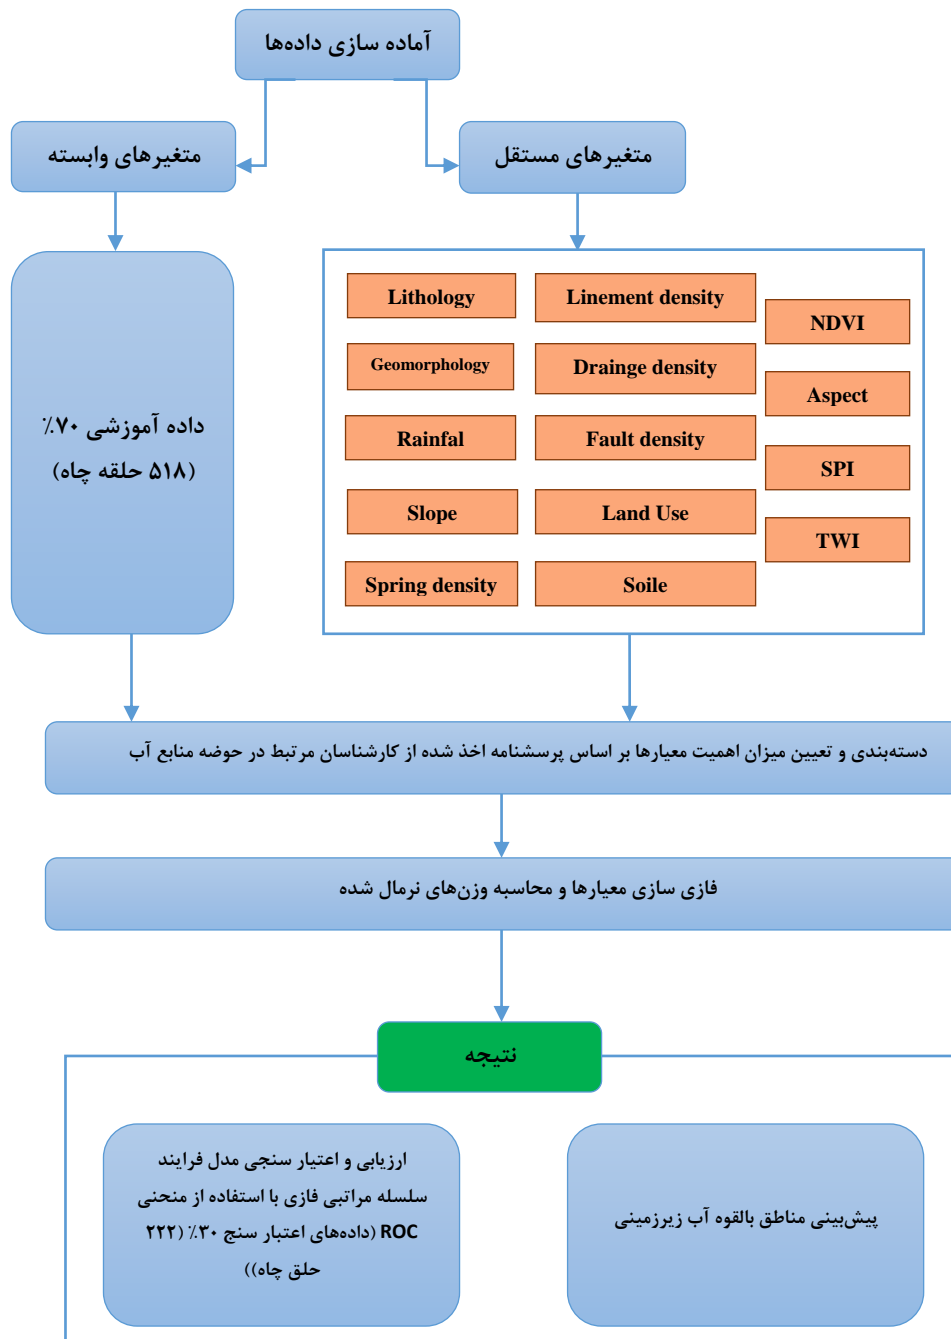 آماده سازی داده‌ها
متغیرهای وابسته
متغیرهای مستقل
داده آموزشی ۷۰٪
(۵۱۸ حلقه چاه)
Lithology
Geomorphology
Rainfal
Slope
Spring density
Linement density
Drainge density
Fault density
Land Use
Soile
NDVI
Aspect
SPI
TWI
دسته‌بندی و تعیین میزان اهمیت معیارها بر اساس پرسشنامه اخذ شده از کارشناسان مرتبط در حوضه منابع آب
فازی سازی معیارها و محاسبه وزن‌های نرمال شده
نتیجه
ارزیابی و اعتبار سنجی مدل فرایند
سلسله مراتبی فازی با استفاده از منحنی
ROC (داده‌های اعتبار سنج ۳۰٪ (۲۲۲
حلق چاه))
پیش‌بینی مناطق بالقوه آب زیرزمینی